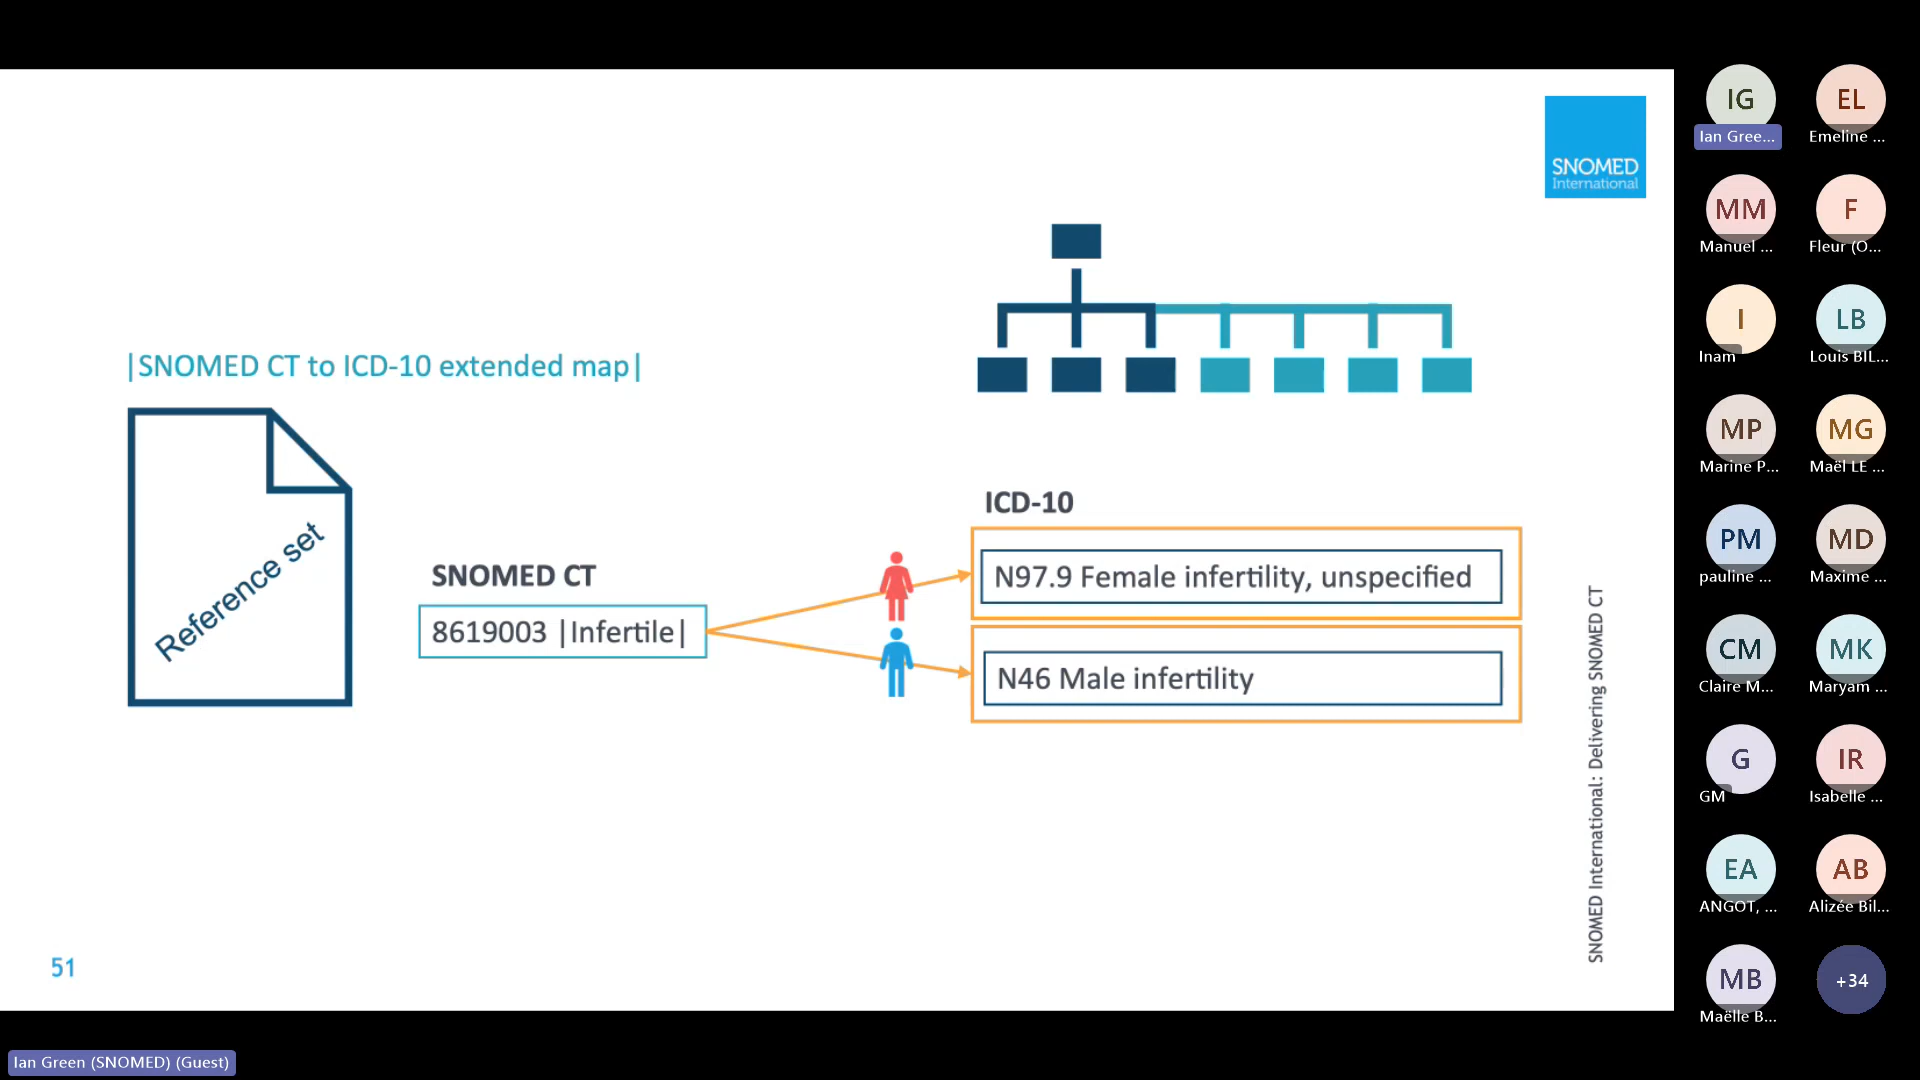 SNOMED
International
|SNOMED CT to ICD-10 extended map|
Reference set
SNOMED CT
8619003 |Infertile|
ICD-10
N97.9 Female infertility, unspecified
N46 Male infertility
SNOMED International: Delivering SNOMED CT
51
IG
Ian Gree...
EL
Emeline ...
MM
Manuel ...
F
Fleur (O...
I
Inam
LB
Louis BIL...
MP
Marine P...
MG
Maël LE ...
PM
pauline ...
MD
Maxime ...
CM
Claire M...
MK
Maryam ...
G
GM
IR
Isabelle ...
EA
ANGOT, ...
AB
Alizée Bil...
MB
Maëlle B...
+34
Ian Green (SNOMED) (Guest)